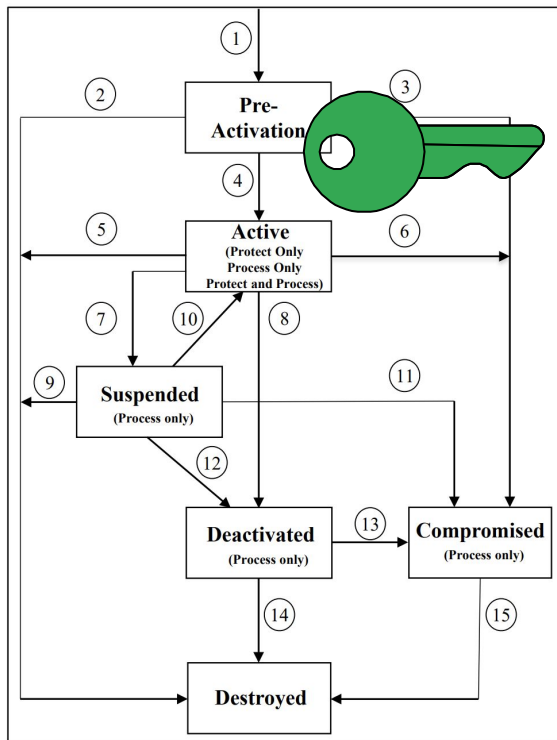 1
2
3
Pre-
Activation
4
5
Active
(Protect Only
Process Only
Protect and Process)
6
7
10
8
9
Suspended
(Process only)
11
12
Deactivated
(Process only)
13
Compromised
(Process only)
14
15
Destroyed